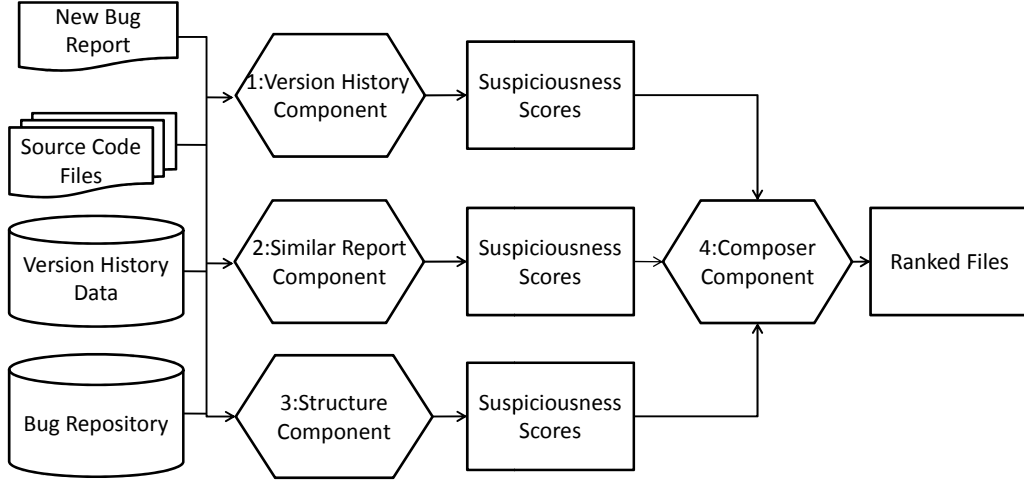 New Bug
Report
Source Code
Files
Version History
Data
Bug Repository
1:Version History
Component
2:Similar Report
Component
3:Structure
Component
Suspiciousness
Scores
Suspiciousness
Scores
Suspiciousness
Scores
4:Composer
Component
Ranked Files